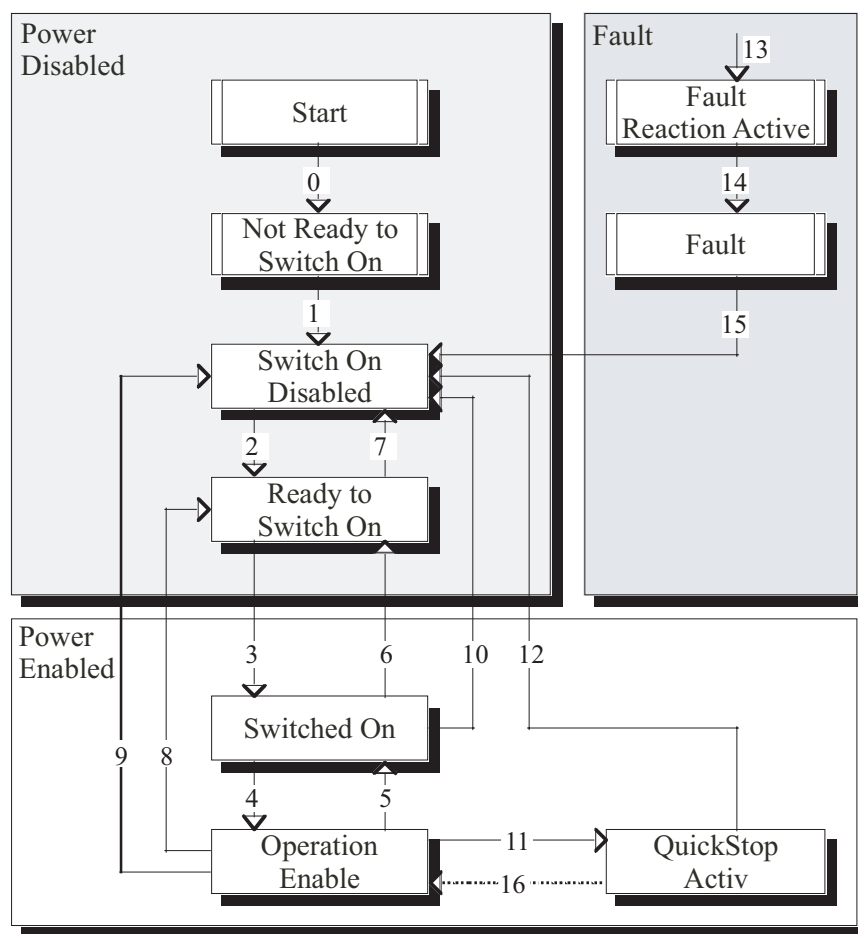 Power
Disabled
Fault
13
Start
Fault
Reaction Active
0
14
Not Ready to
Switch On
Fault
1
15
Switch On
Disabled
2
7
Ready to
Switch On
Power
Enabled
3
6
10
12
Switched On
9
8
4
5
Operation
Enable
11
16
QuickStop
Activ